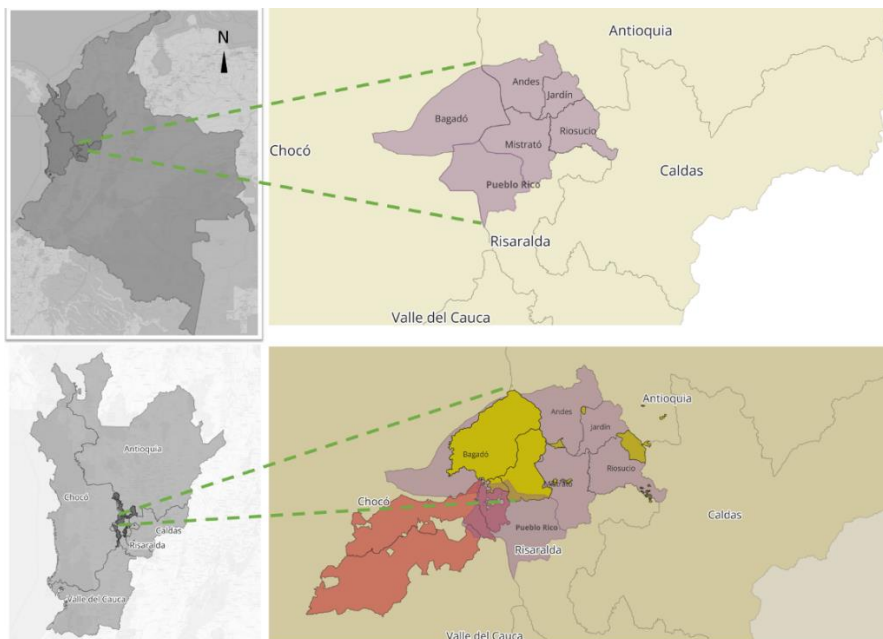 N
Antioquia
Andes
Jardín
Bagadó
Riosucio
Mistrató
Chocó
Caldas
Pueblo Rico
Risaralda
Valle del Cauca
Antioquia
Chocó
Caldas
Risaralda
Valle del Cauca
Antioquia
Andes
Jardín
Bagadó
Riosucio
Mistrató
Chocó
Caldas
Pueblo Rico
Risaralda
Valle del Cauca